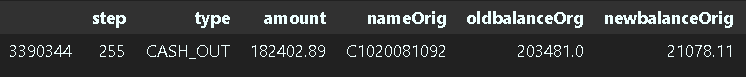 step type amount nameOrig oldbalanceOrg newbalanceOrig
3390344 255 CASH_OUT 182402.89 C1020081092 203481.0 21078.11